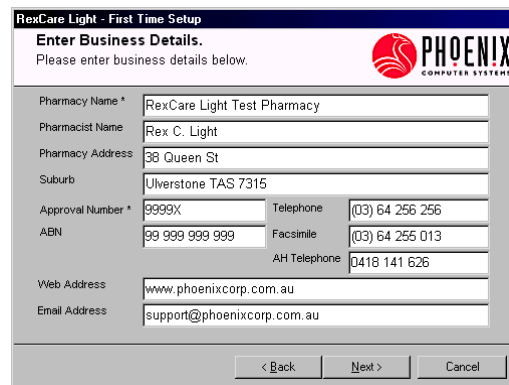 RexCare Light - First Time Setup
Enter Business Details.
Please enter business details below.
PHOENIX
COMPUTER SYSTEMS
Pharmacy Name * RexCare Light Test Pharmacy
Pharmacist Name Rex C. Light
Pharmacy Address 38 Queen St
Suburb Ulverstone TAS 7315
Approval Number * 9999X Telephone (03) 64 256 256
ABN 99 999 999 999 Facsimile (03) 64 255 013
AH Telephone 0418 141 626
Web Address www.phoenixcorp.com.au
Email Address support@phoenixcorp.com.au
< Back Next > Cancel